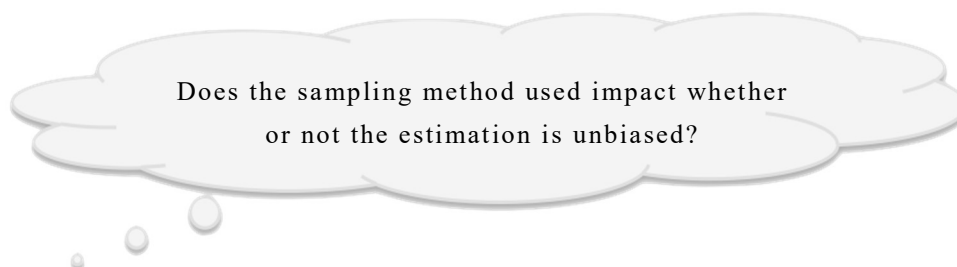 Does the sampling method used impact whether
or not the estimation is unbiased?